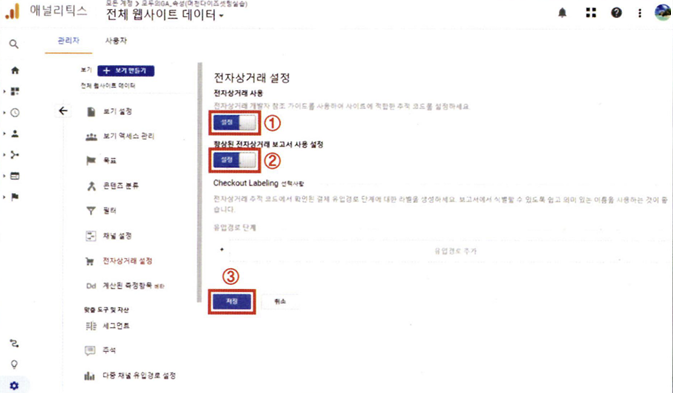 애널리틱스
모든 계정 > 모두의GA_속성(머천다이즈샛힐실습)
전체 웹사이트 데이터
관리자 사용자
보기 + 보기 만들기
전체 웹사이트 데이터
보기 설정
보기 액세스 관리
목표
콘텐츠 분류
필터
채널 설정
전자상거래 설정
Dd 계산된 측정항목 베타
맞춤 도구 및 자산
세그먼트
주석
다중 채널 유입경로 설정
전자상거래 설정
전자상거래 사용
전자상거래 개발자 참조 가이드를 사용하여 사이트에 적합한 추적 코드를 설정하세요.
설정 ①
향상된 전자상거래 보고서 사용 설정
설정 ②
Checkout Labeling 선택사항
전자상거래 추적 코드에서 확인된 결제 유입경로 단계에 대한 라벨을 생성하세요. 보고서에서 식별할 수 있도록 쉽고 의미 있는 이름을 사용하는 것이 좋
습니다.
유입경로 단계
유입경로 추가
③
저장 취소